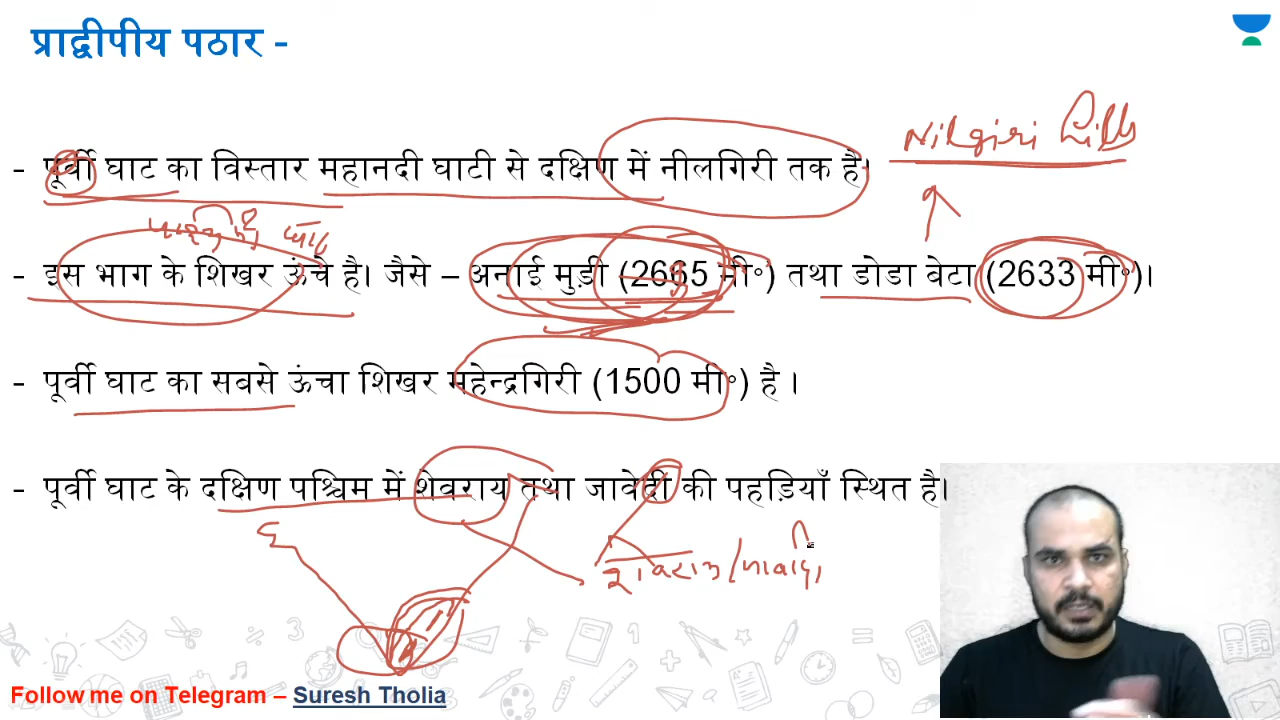 प्राद्वीपीय पठार -
Nilgiri Hills
- पूर्वी घाट का विस्तार महानदी घाटी से दक्षिण में नीलगिरी तक है।
- इस भाग के शिखर ऊंचे है। जैसे – अनाई मुड़ी (2665 मी॰) तथा डोडा बेटा (2633 मी॰)।
- पूर्वी घाट का सबसे ऊंचा शिखर महेन्द्रगिरी (1500 मी॰) है ।
- पूर्वी घाट के दक्षिण पश्चिम में शेवराय तथा जावेदी की पहड़ियाँ स्थित है।
Follow me on Telegram – Suresh Tholia